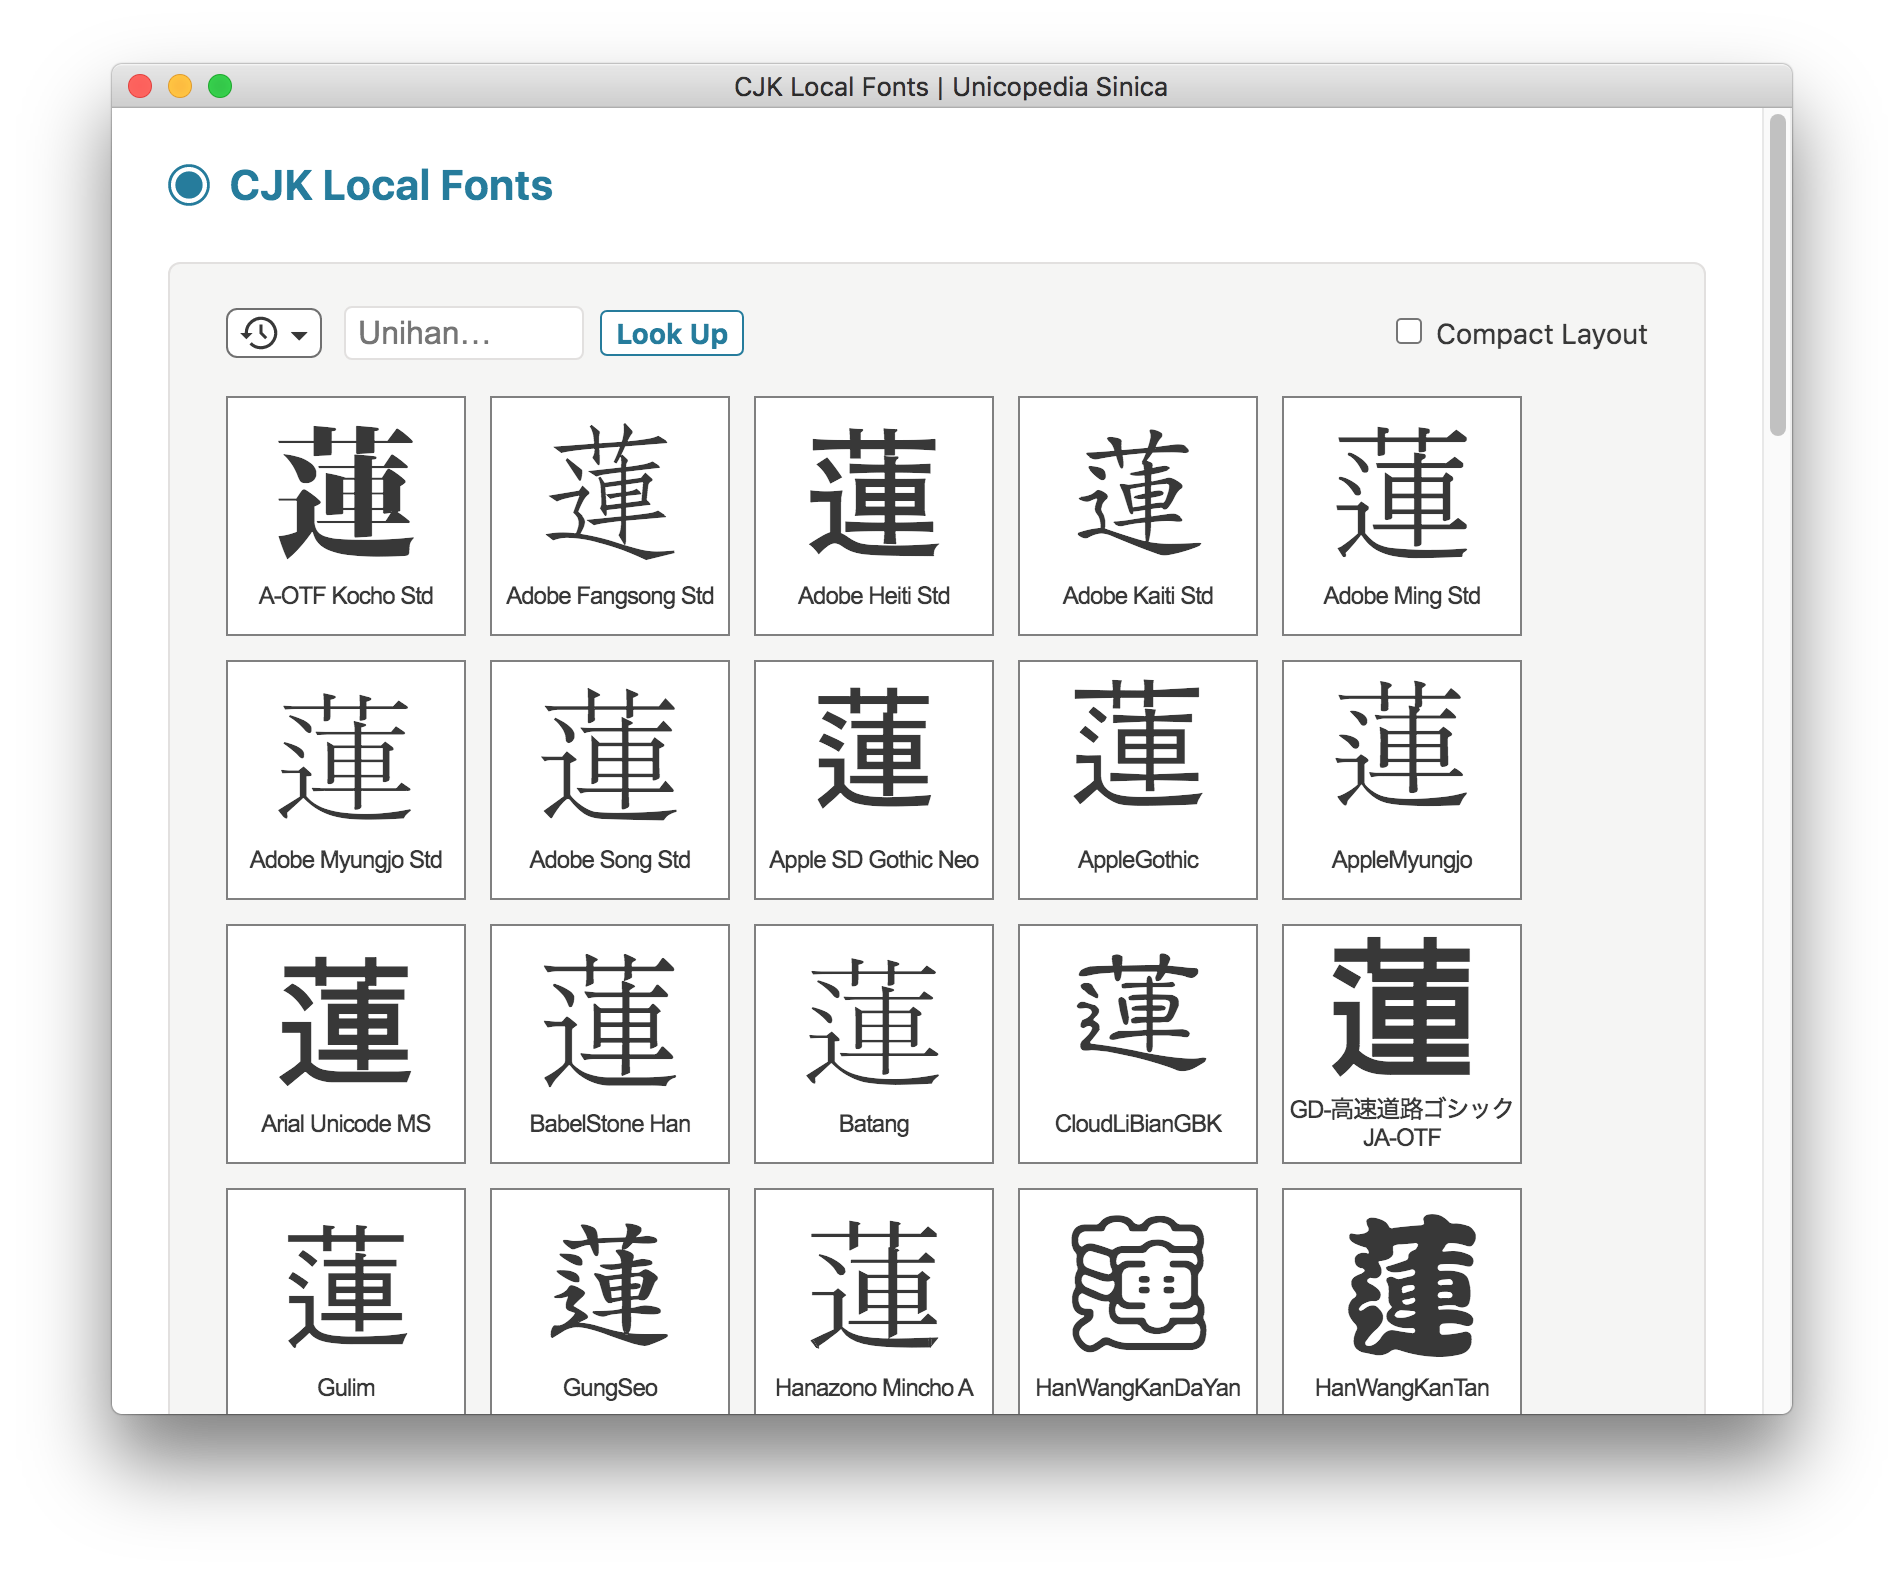 CJK Local Fonts | Unicopedia Sinica
CJK Local Fonts
Unihan...
Look Up
Compact Layout
蓮 蓮 蓮 蓮 蓮
A-OTF Kocho Std Adobe Fangsong Std Adobe Heiti Std Adobe Kaiti Std Adobe Ming Std
蓮 蓮 蓮 蓮 蓮
Adobe Myungjo Std Adobe Song Std Apple SD Gothic Neo AppleGothic AppleMyungjo
蓮 蓮 蓮 蓮 蓮
Arial Unicode MS BabelStone Han Batang CloudLiBianGBK GD-高速道路ゴシック
JA-OTF
蓮 蓮 蓮 蓮 蓮
Gulim GungSeo Hanazono Mincho A HanWangKanDaYan HanWangKanTan